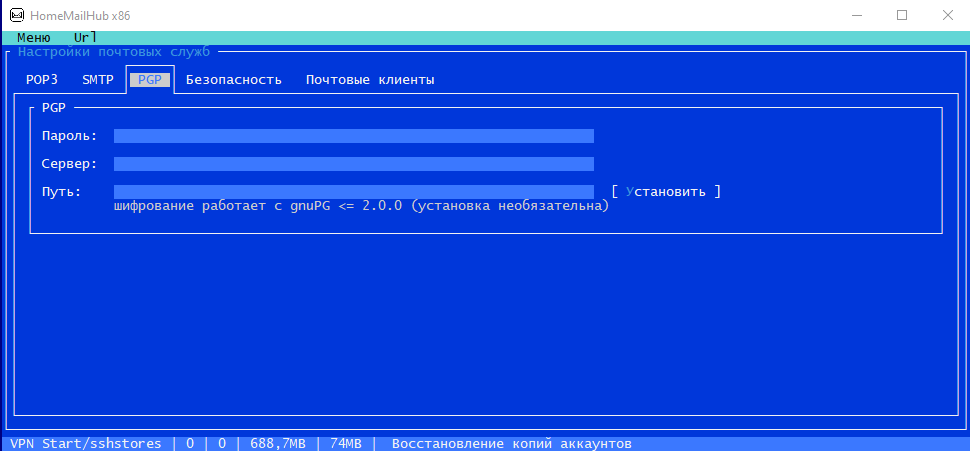 HomeMailHub x86
Меню Url
Настройки почтовых служб
POP3 SMTP PGP Безопасность Почтовые клиенты
PGP
Пароль:
Сервер:
Путь: [ Установить ]
шифрование работает с gnuPG <= 2.0.0 (установка необязательна)
VPN Start/sshstores | 0 | 0 | 688,7MB | 74MB | Восстановление копий аккаунтов